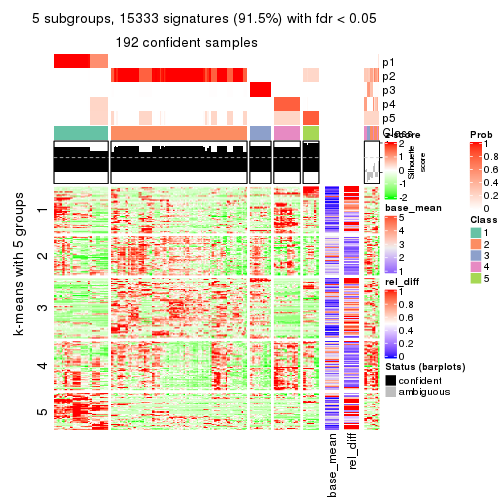 5 subgroups, 15333 signatures (91.5%) with fdr < 0.05
192 confident samples
p1
p2
p3
p4
p5
Class
z-score
2
1
0
-1
-2
Silhouette
score
Prob
1
0.8
0.6
0.4
0.2
0
base_mean
5
4
3
2
1
Class
1
2
3
4
5
rel_diff
1
0.8
0.6
0.4
0.2
0
Status (barplots)
confident
ambiguous
k-means with 5 groups
1
2
3
4
5
base_mean
rel_diff